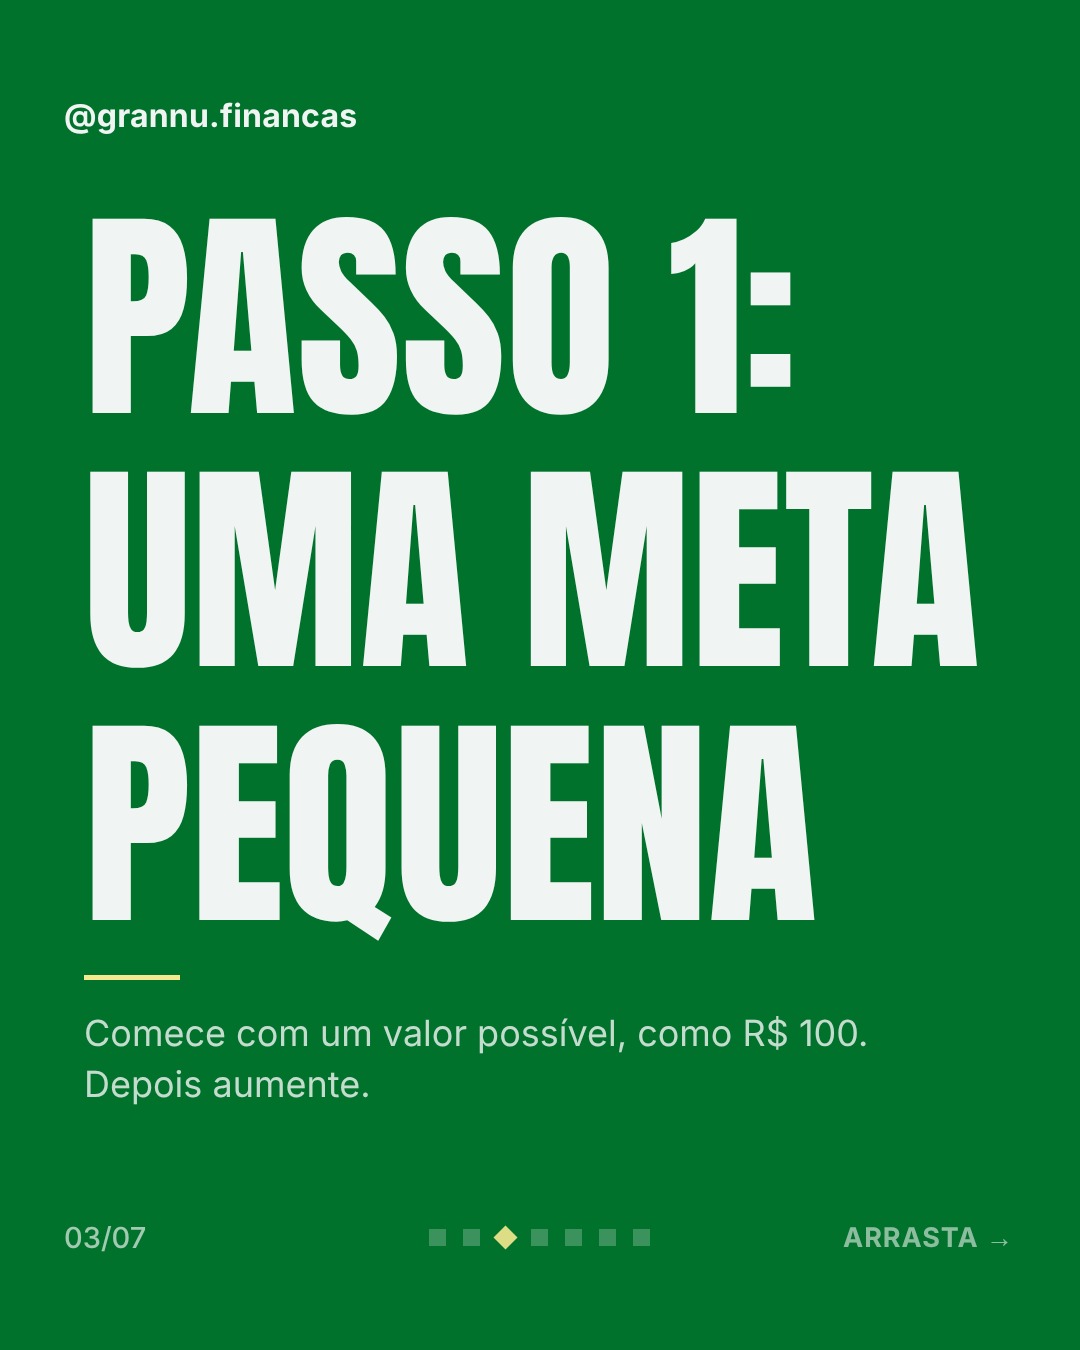 @grannu.financas
PASSO 1:
UMA META
PEQUENA
Comece com um valor possível, como R$ 100.
Depois aumente.
03/07
ARRASTA →